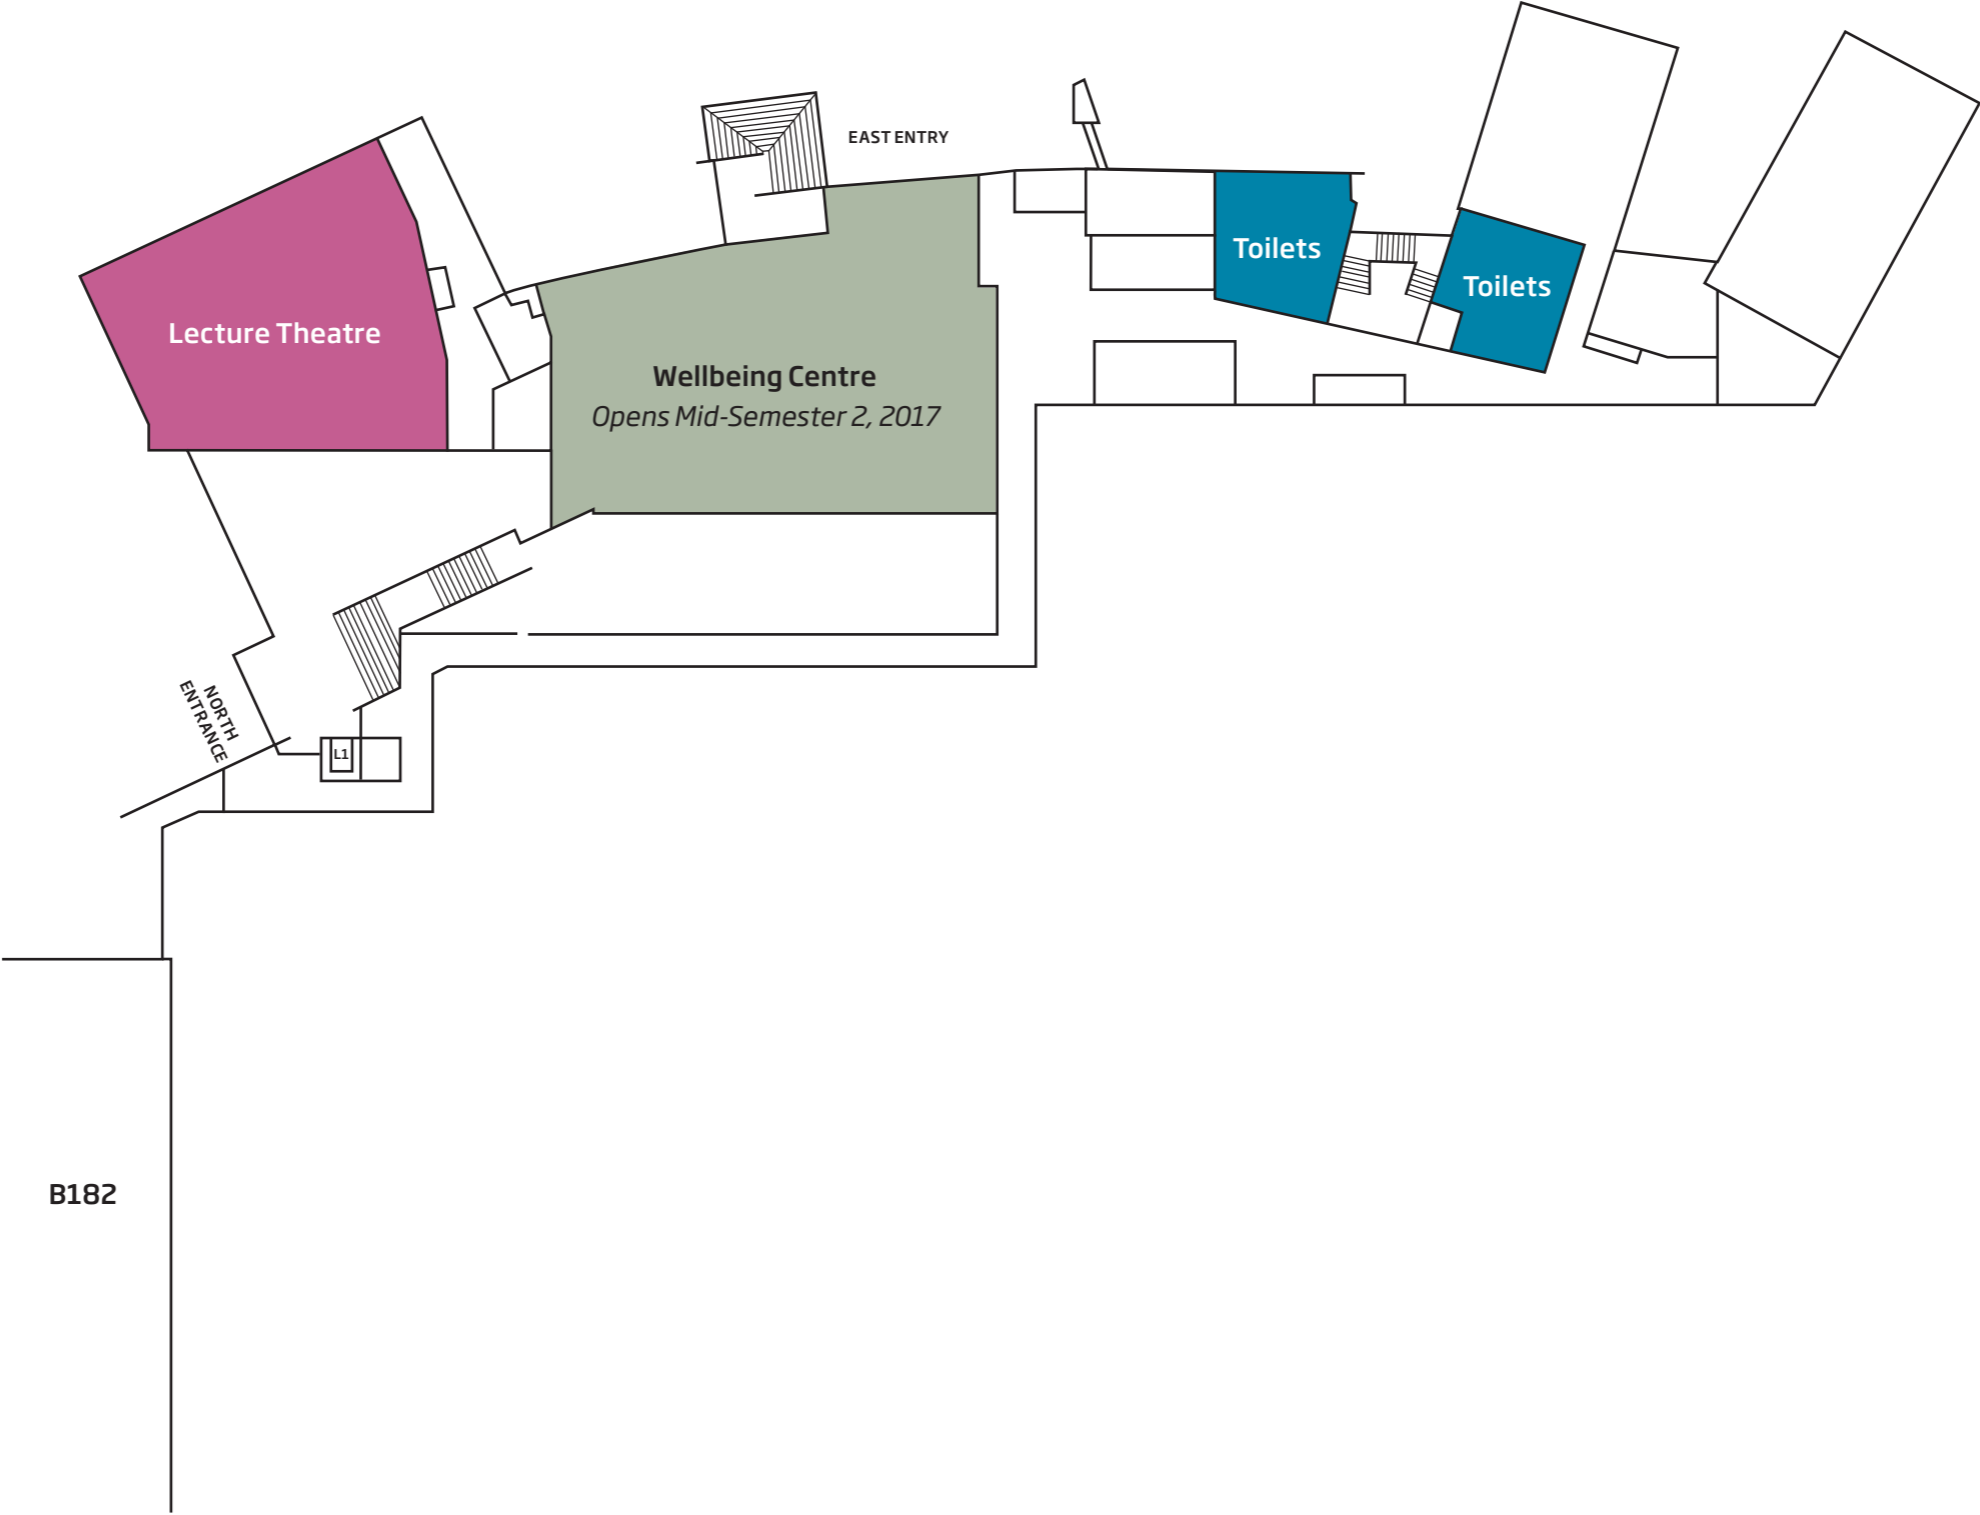 EAST ENTRY
Toilets
Toilets
Lecture Theatre
Wellbeing Centre
Opens Mid-Semester 2, 2017
NORTH
ENTRANCE
L1
B182